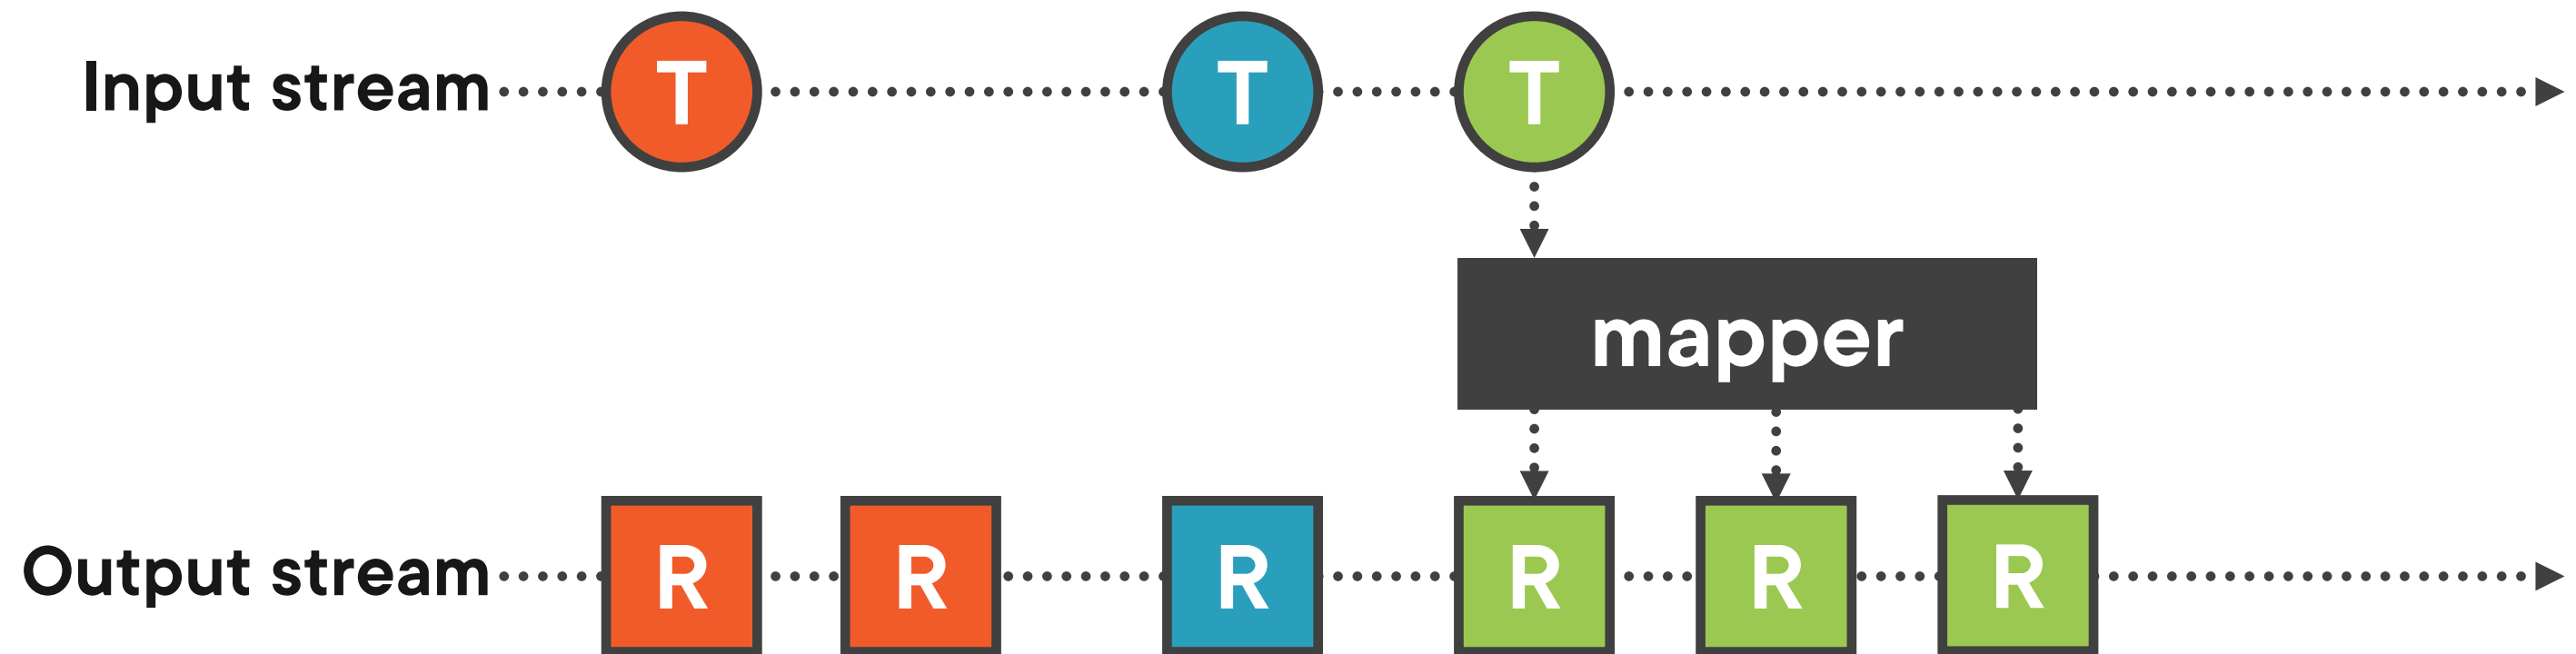 Input stream T T T
mapper
Output stream R R R R R R